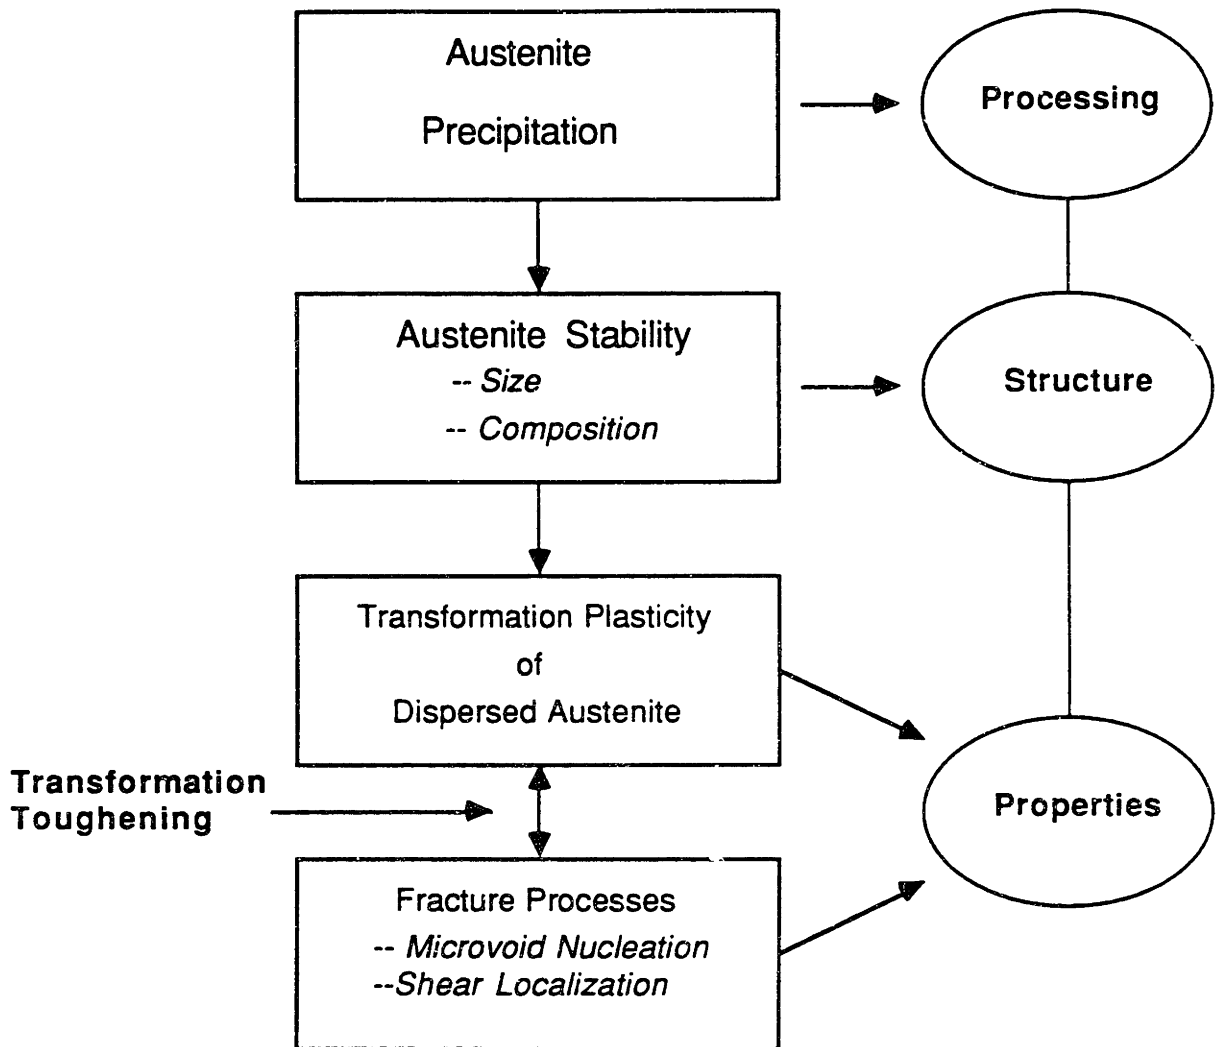 Austenite
Precipitation
Processing
Austenite Stability
-- Size
-- Composition
Structure
Transformation Plasticity
of
Dispersed Austenite
Transformation
Toughening
Properties
Fracture Processes
-- Microvoid Nucleation
--Shear Localization